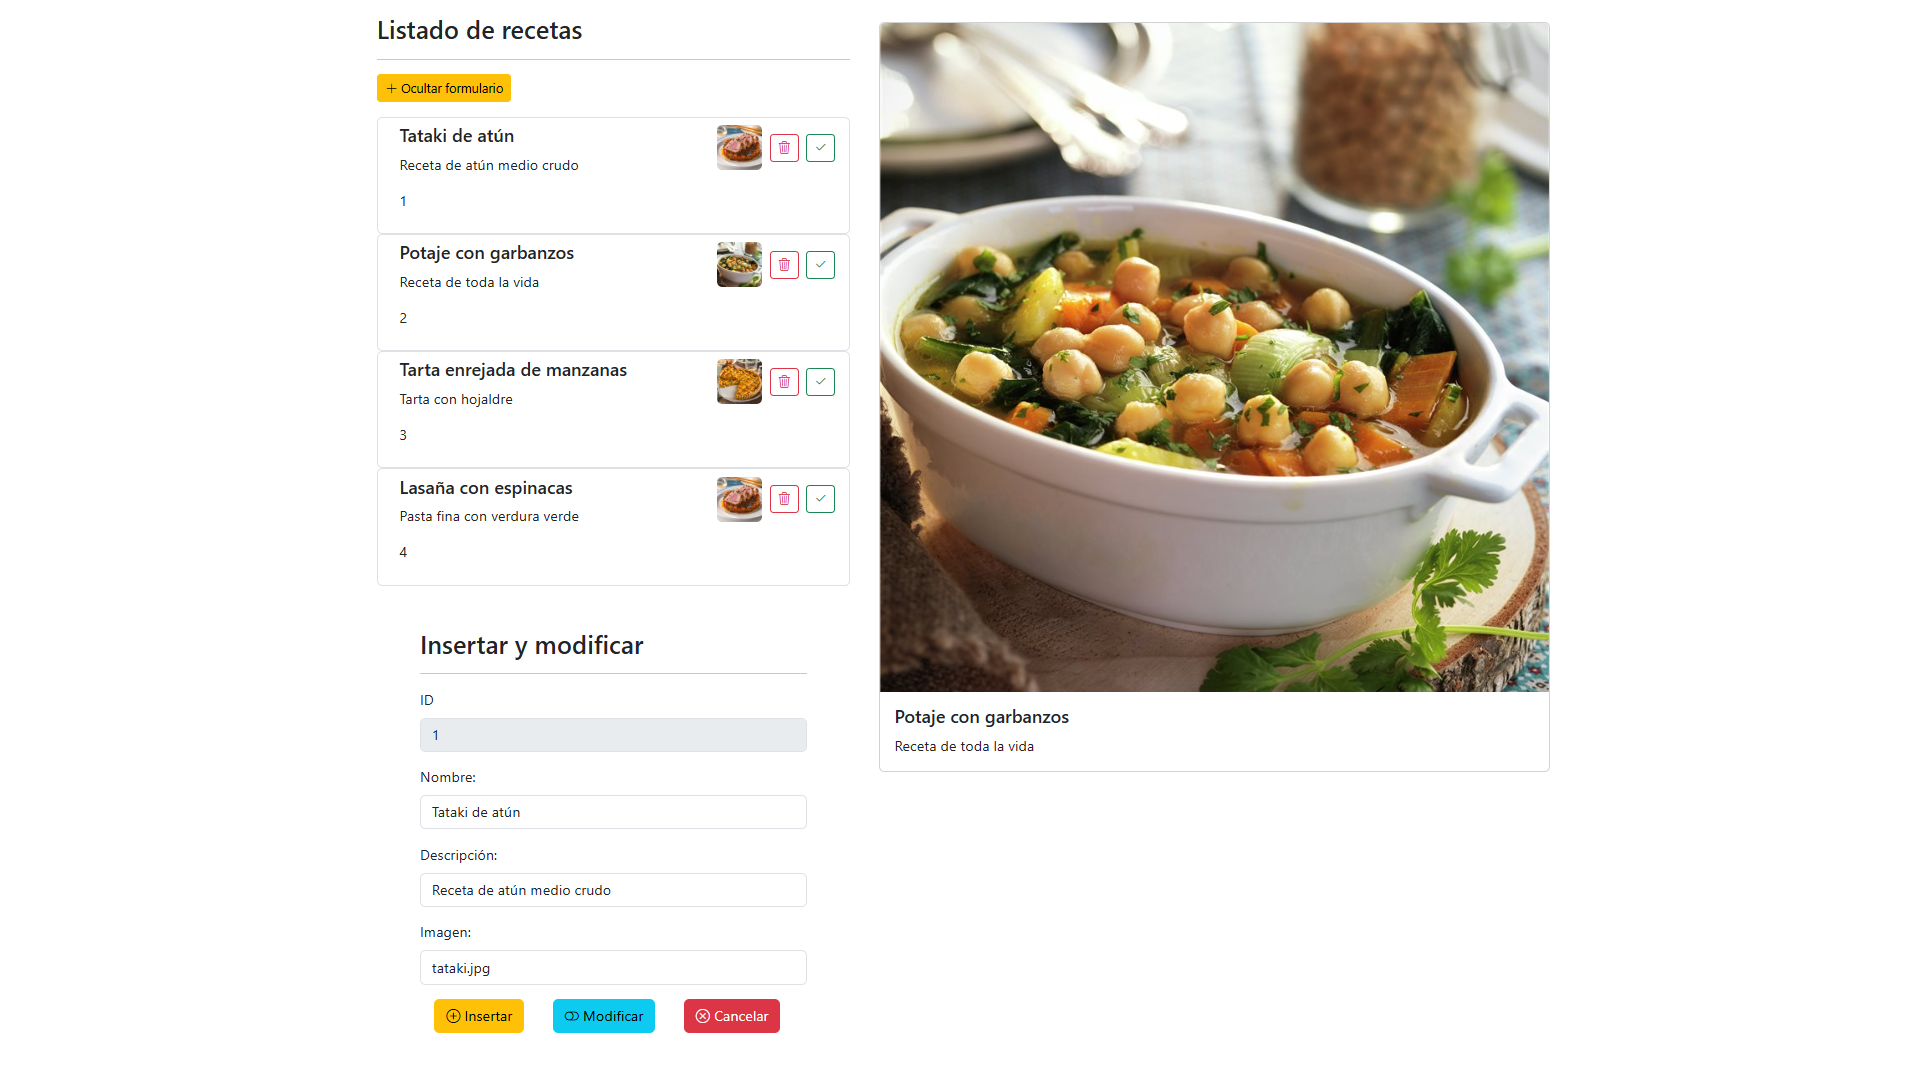 Listado de recetas
Ocultar formulario
Tataki de atún
Receta de atún medio crudo
1
Potaje con garbanzos
Receta de toda la vida
2
Tarta enrejada de manzanas
Tarta con hojaldre
3
Lasaña con espinacas
Pasta fina con verdura verde
4
Insertar y modificar
ID
1
Nombre:
Tataki de atún
Descripción:
Receta de atún medio crudo
Imagen:
tataki.jpg
Insertar Modificar Cancelar
Potaje con garbanzos
Receta de toda la vida